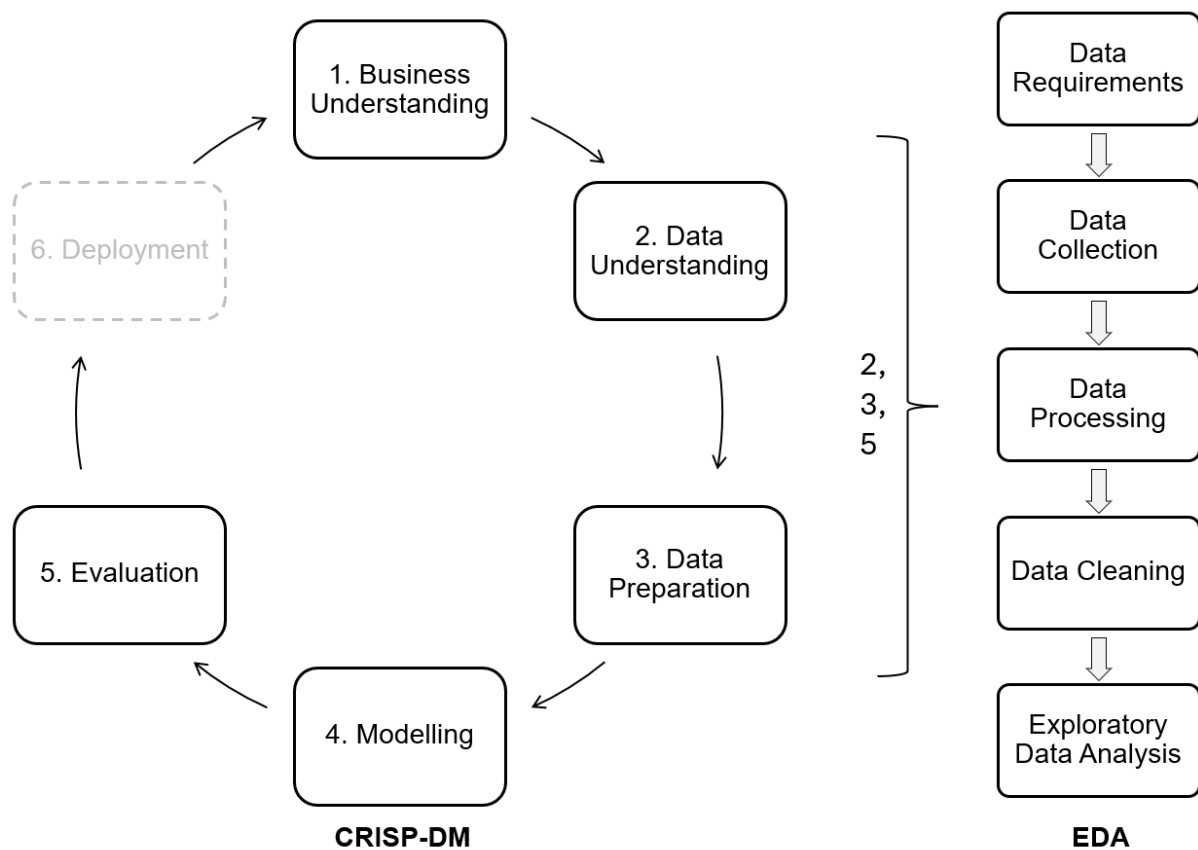 1. Business
Understanding
2. Data
Understanding
3. Data
Preparation
4. Modelling
5. Evaluation
6. Deployment
CRISP-DM
2,
3,
5
Data
Requirements
Data
Collection
Data
Processing
Data Cleaning
Exploratory
Data Analysis
EDA